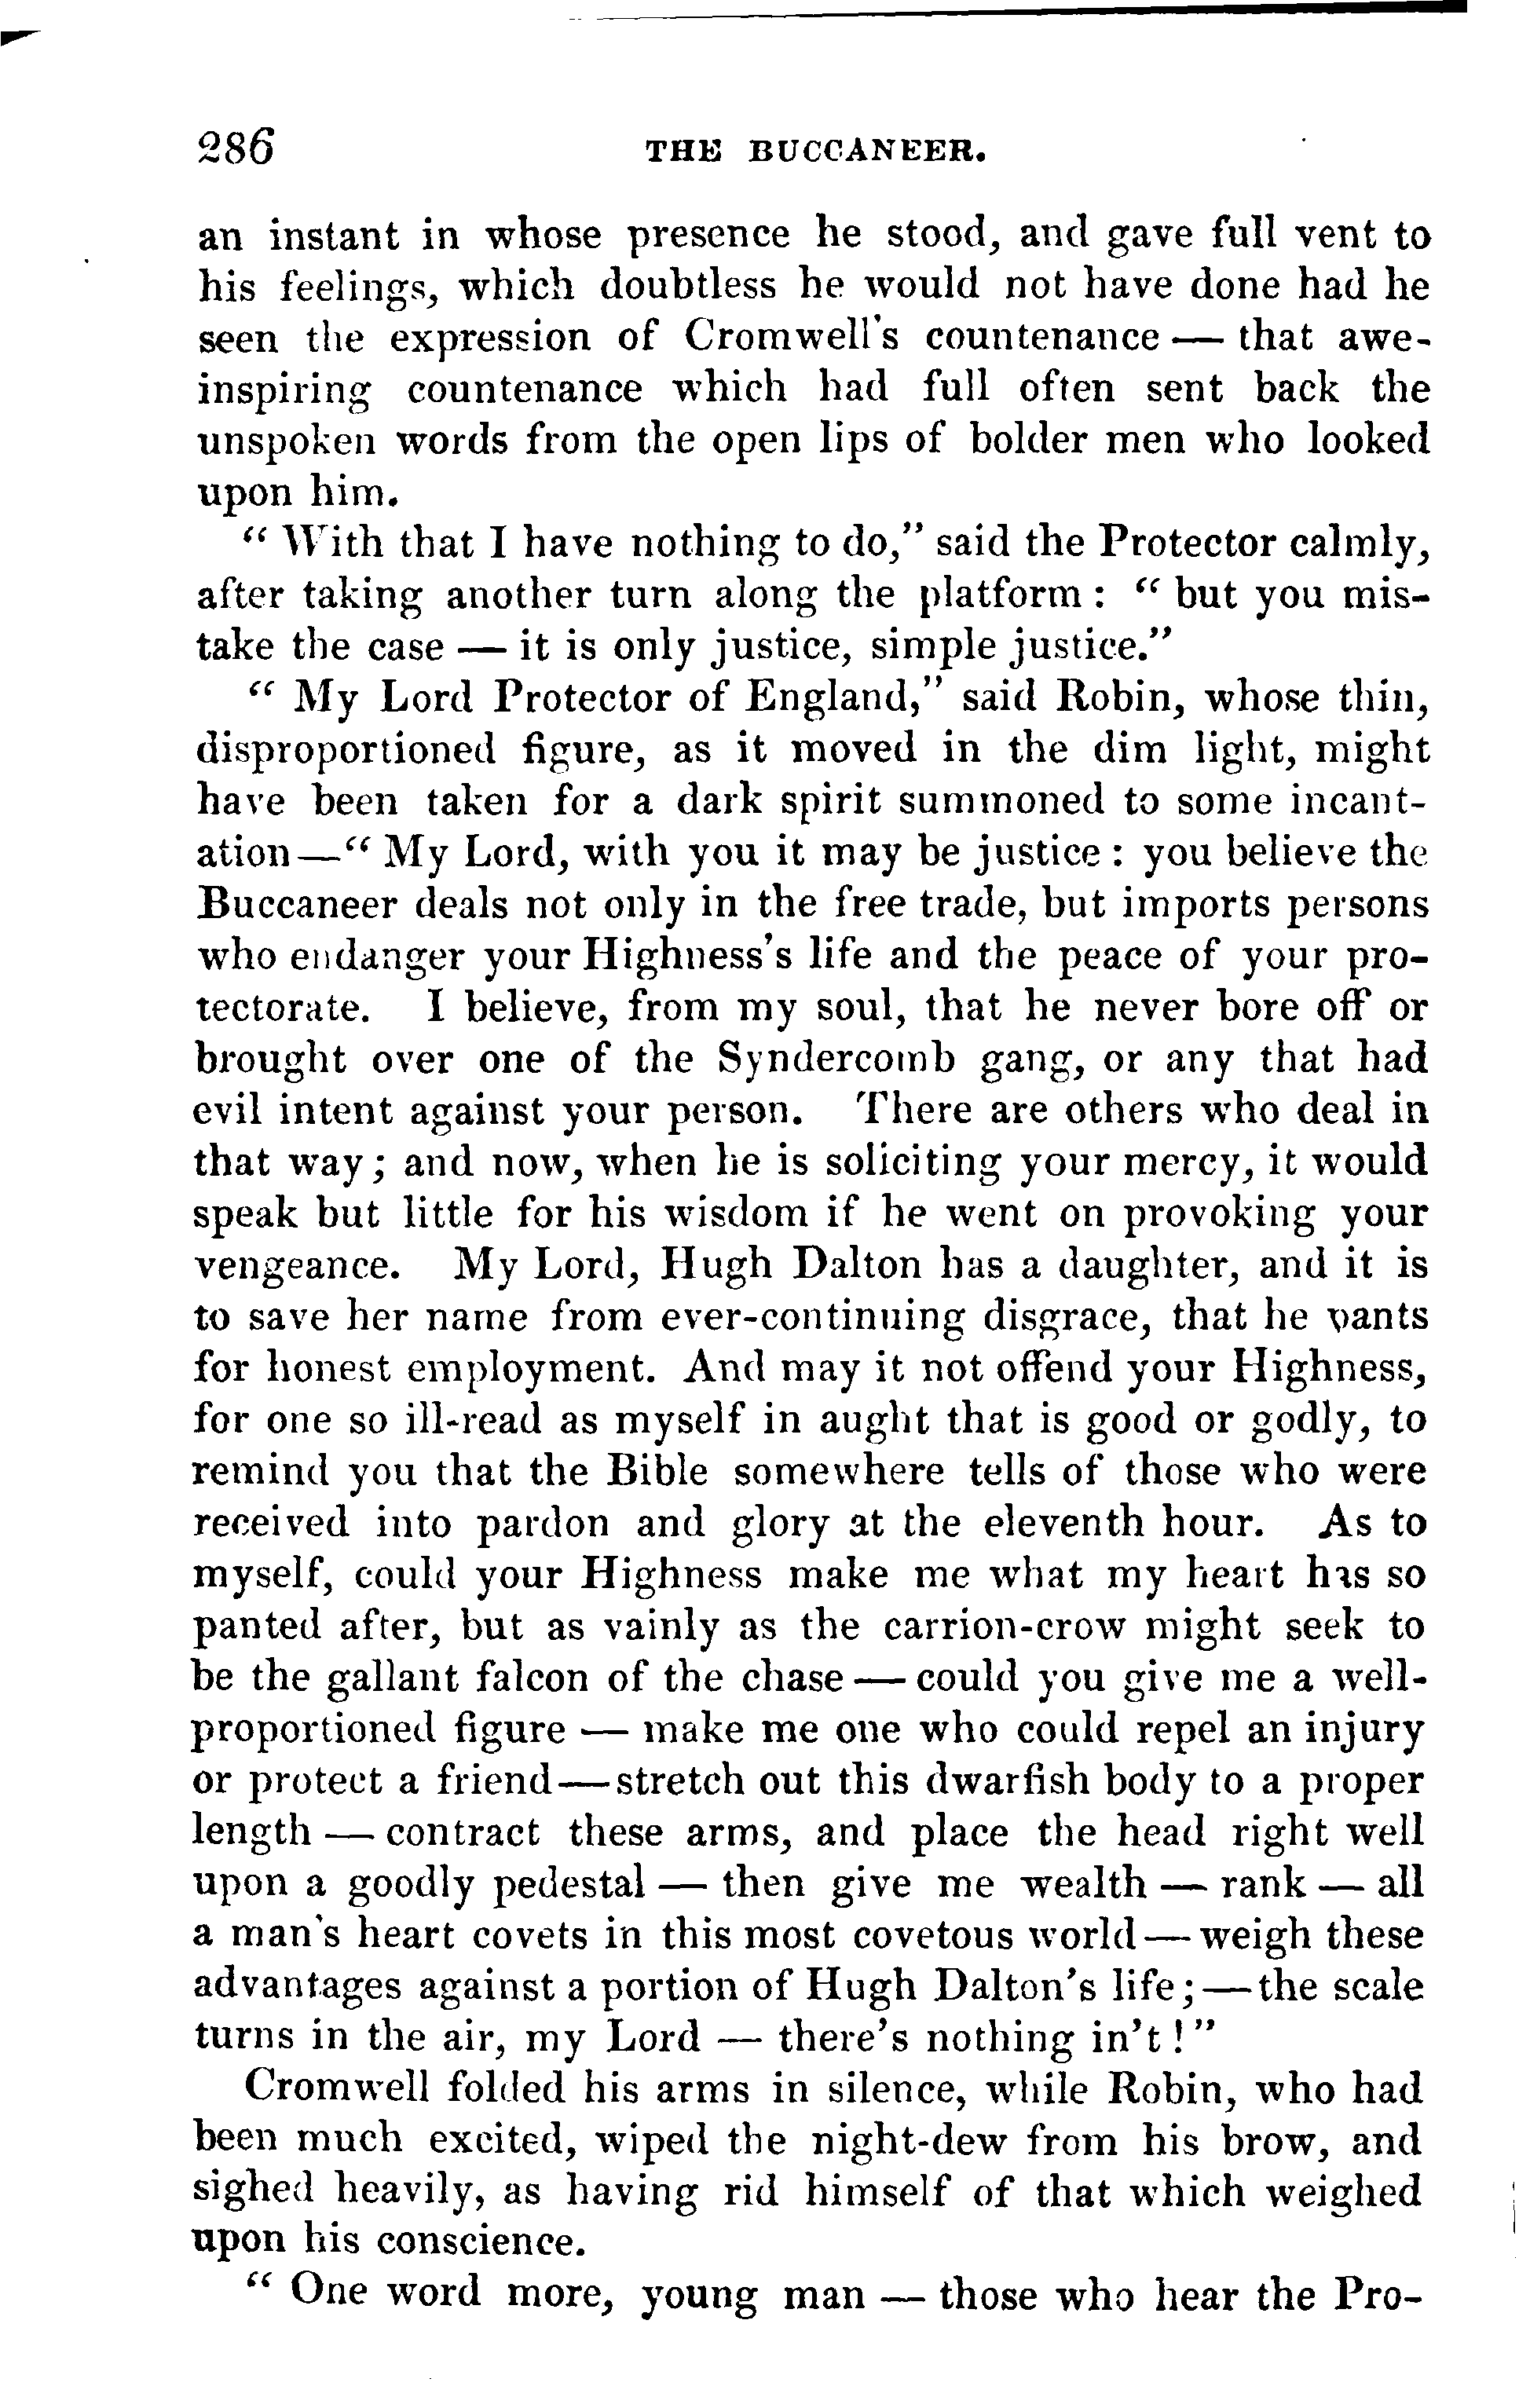 286 THE BUCCANEER.
an instant in whose presence he stood, and gave full vent to
his feelings, which doubtless he would not have done had he
seen the expression of Cromwell's countenance — that awe-
inspiring countenance which had full often sent back the
unspoken words from the open lips of bolder men who looked
upon him.
“ With that I have nothing to do,” said the Protector calmly,
after taking another turn along the platform : “ but you mis-
take the case — it is only justice, simple justice.”
“ My Lord Protector of England,” said Robin, whose thin,
disproportioned figure, as it moved in the dim light, might
have been taken for a dark spirit summoned to some incant-
ation—“ My Lord, with you it may be justice : you believe the
Buccaneer deals not only in the free trade, but imports persons
who endanger your Highness's life and the peace of your pro-
tectorate. I believe, from my soul, that he never bore off or
brought over one of the Syndercomb gang, or any that had
evil intent against your person. There are others who deal in
that way ; and now, when he is soliciting your mercy, it would
speak but little for his wisdom if he went on provoking your
vengeance. My Lord, Hugh Dalton has a daughter, and it is
to save her name from ever-continuing disgrace, that he pants
for honest employment. And may it not offend your Highness,
for one so ill-read as myself in aught that is good or godly, to
remind you that the Bible somewhere tells of those who were
received into pardon and glory at the eleventh hour. As to
myself, could your Highness make me what my heart has so
panted after, but as vainly as the carrion-crow might seek to
be the gallant falcon of the chase — could you give me a well-
proportioned figure — make me one who could repel an injury
or protect a friend—stretch out this dwarfish body to a proper
length — contract these arms, and place the head right well
upon a goodly pedestal — then give me wealth — rank — all
a man's heart covets in this most covetous world—weigh these
advantages against a portion of Hugh Dalton's life ;—the scale
turns in the air, my Lord — there's nothing in't !”
Cromwell folded his arms in silence, while Robin, who had
been much excited, wiped the night-dew from his brow, and
sighed heavily, as having rid himself of that which weighed
upon his conscience.
“ One word more, young man — those who hear the Pro-